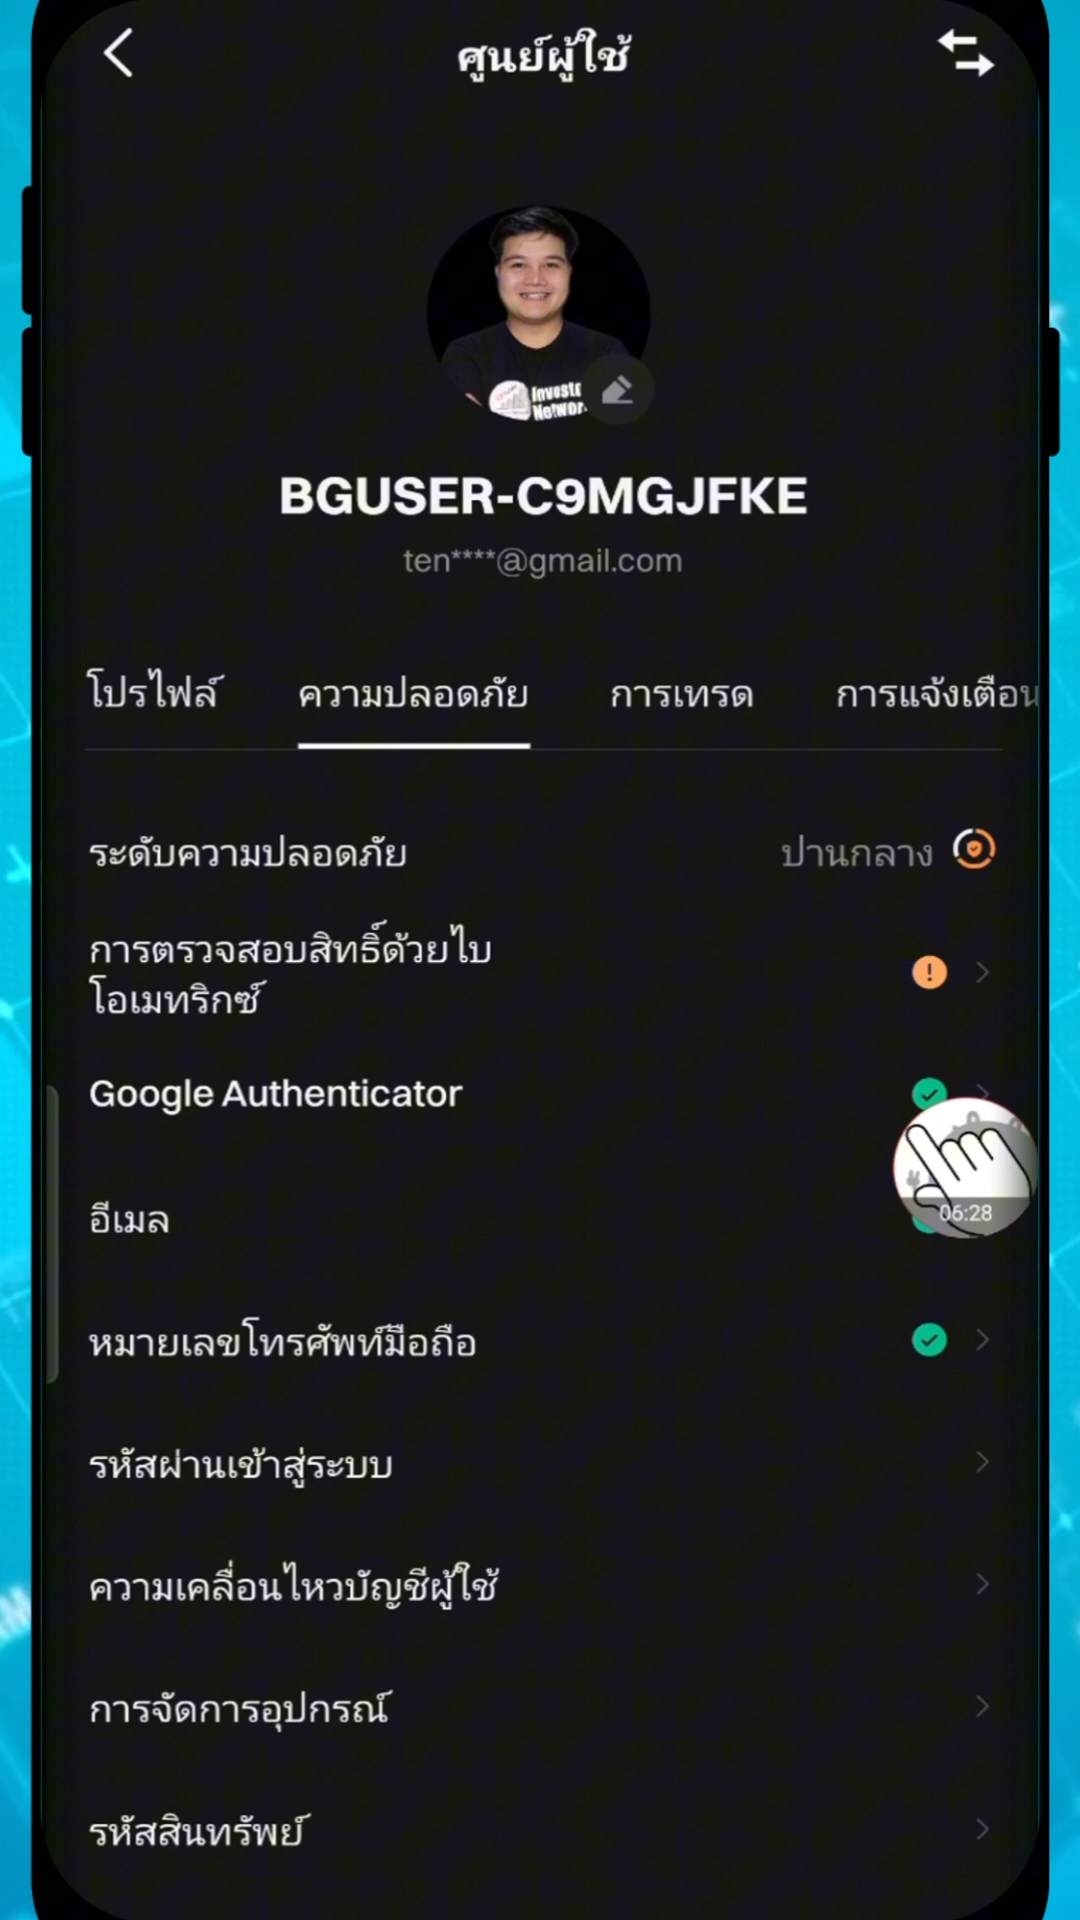 ศูนย์ผู้ใช้
BGUSER-C9MGJFKE
ten****@gmail.com
โปรไฟล์ ความปลอดภัย การเทรด การแจ้งเตือน
ระดับความปลอดภัย ปานกลาง
การตรวจสอบสิทธิ์ด้วยไบ
โอเมทริกซ์
Google Authenticator
06:28
อีเมล
หมายเลขโทรศัพท์มือถือ
รหัสผ่านเข้าสู่ระบบ
ความเคลื่อนไหวบัญชีผู้ใช้
การจัดการอุปกรณ์
รหัสสินทรัพย์